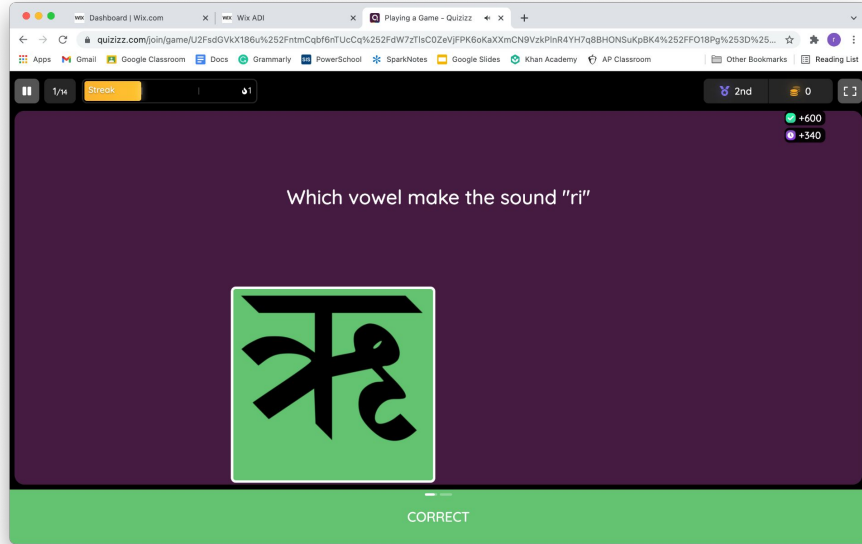 Dashboard | Wix.com
Wix ADI
Playing a Game - Quizizz
quizizz.com/join/game/U2FsdGVkX186u%252FntmCqbf6nTUcCq%252FdW7zTlsC0ZeVjFPK6oKaXXmCN9VzkPlnR4YH7q8BHONSuKpBK4%252FFO18Pg%253D%25...
Apps Gmail Google Classroom Docs Grammarly PowerSchool SparkNotes Google Slides Khan Academy AP Classroom Other Bookmarks Reading List
1/14 Streak 1 2nd 0
+600
+340
Which vowel make the sound "ri"
ऋ
CORRECT